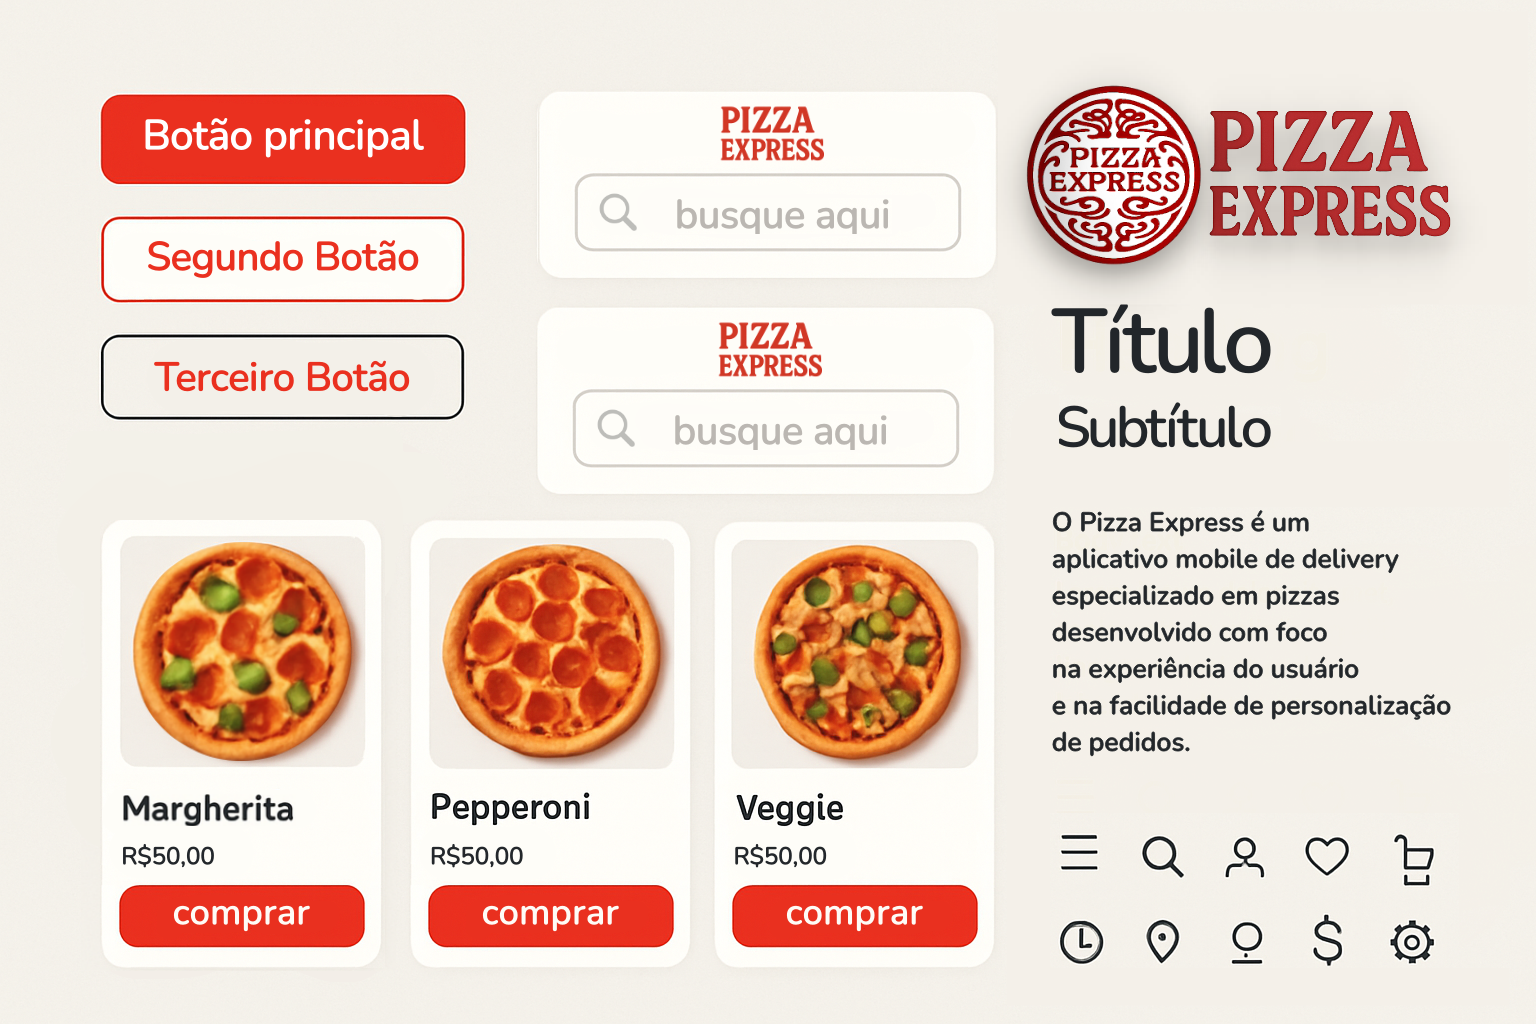 Botão principal
Segundo Botão
Terceiro Botão
PIZZA
EXPRESS
busque aqui
PIZZA
EXPRESS
busque aqui
PIZZA
EXPRESS
PIZZA
EXPRESS
Título
Subtítulo
O Pizza Express é um
aplicativo mobile de delivery
especializado em pizzas
desenvolvido com foco
na experiência do usuário
e na facilidade de personalização
de pedidos.
Margherita
R$50,00
comprar
Pepperoni
R$50,00
comprar
Veggie
R$50,00
comprar
$